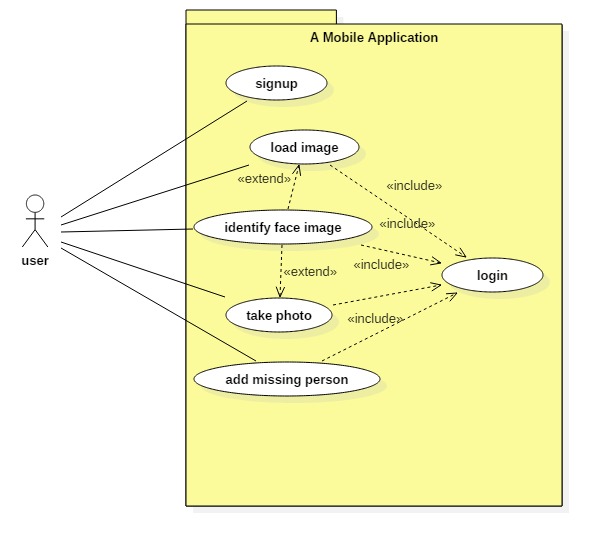 A Mobile Application
signup
load image
«extend»
«include»
identify face image
«include»
user
«include»
«extend»
login
take photo
«include»
add missing person